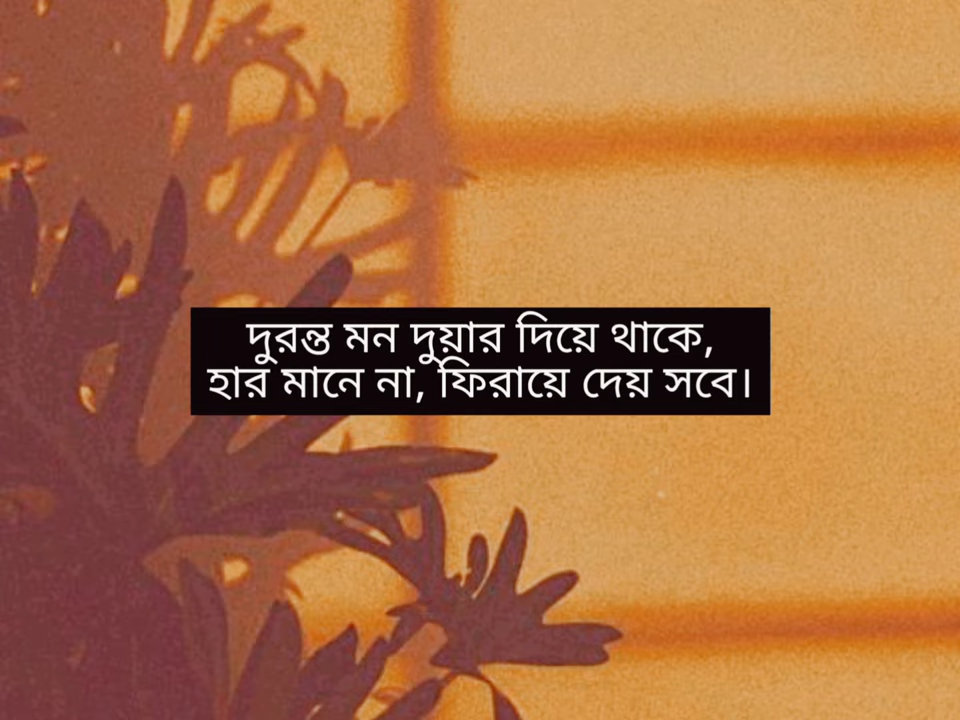 দুরন্ত মন দুয়ার দিয়ে থাকে,
হার মানে না, ফিরায়ে দেয় সবে।